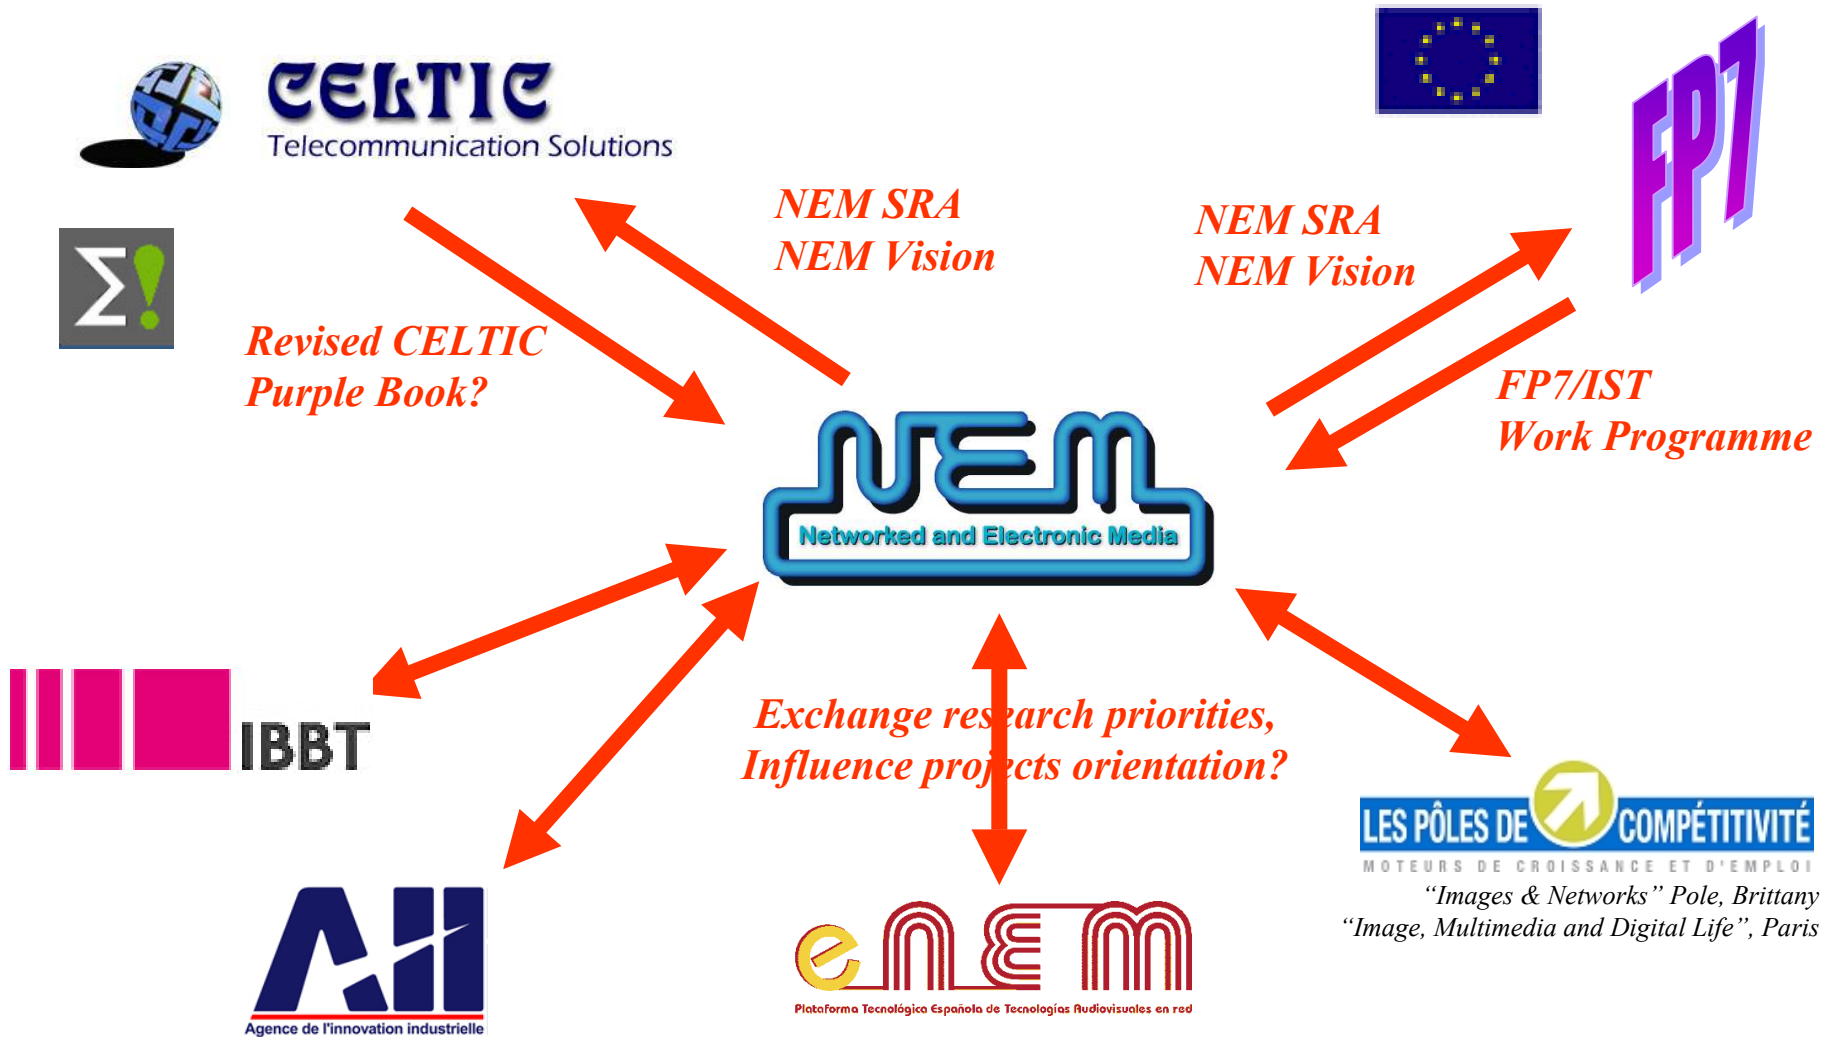 CELTIC
Telecommunication Solutions
FP7
NEM SRA
NEM Vision
NEM SRA
NEM Vision
Σ!
Revised CELTIC
Purple Book?
FP7/IST
Work Programme
NEM
Networked and Electronic Media
IBBT
Exchange research priorities,
Influence projects orientation?
LES PÔLES DE COMPÉTITIVITÉ
MOTEURS DE CROISSANCE ET D'EMPLOI
“Images & Networks” Pole, Brittany
“Image, Multimedia and Digital Life”, Paris
AII
Agence de l'innovation industrielle
eNEM
Plataforma Tecnológica Española de Tecnologías Audiovisuales en red